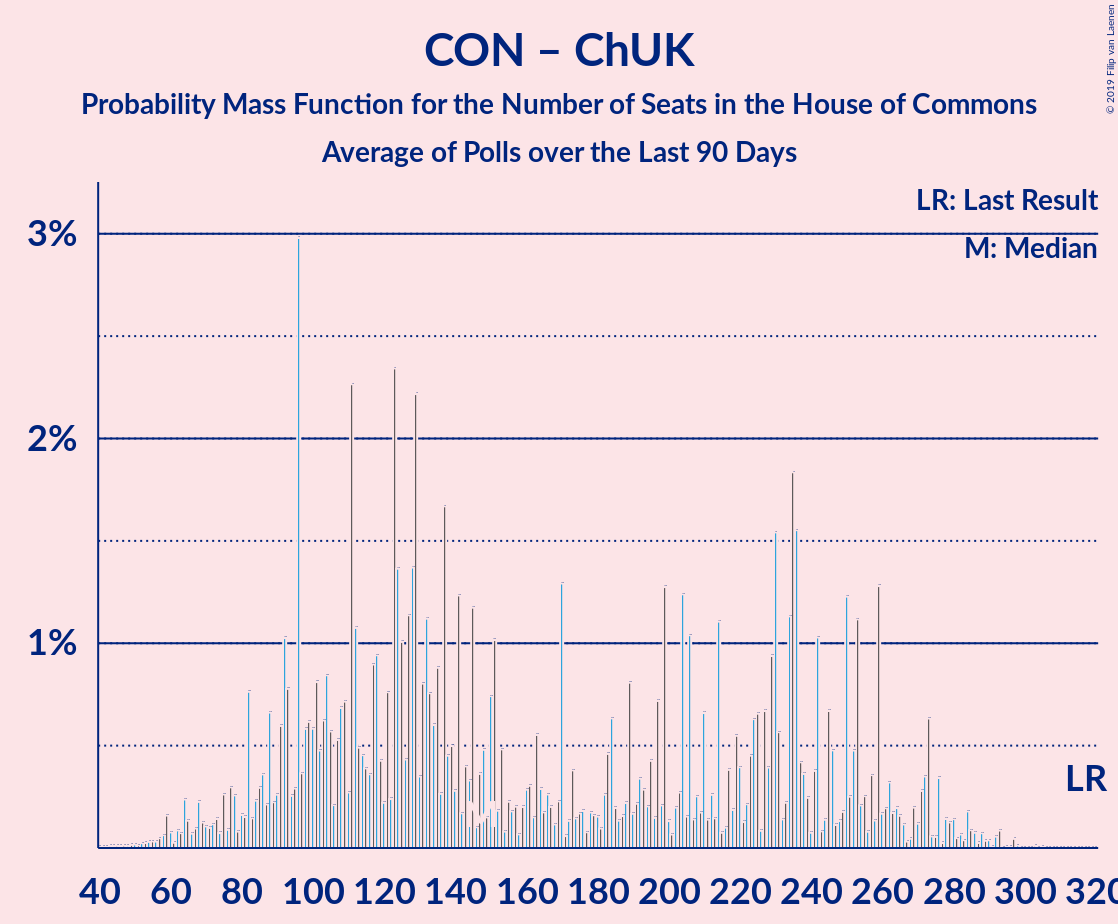 CON – ChUK
Probability Mass Function for the Number of Seats in the House of Commons
Average of Polls over the Last 90 Days
© 2019 Filip van Laenen
LR: Last Result
M: Median
3%
2%
1%
LR
40 60 80 100 120 140 160 180 200 220 240 260 280 300 320